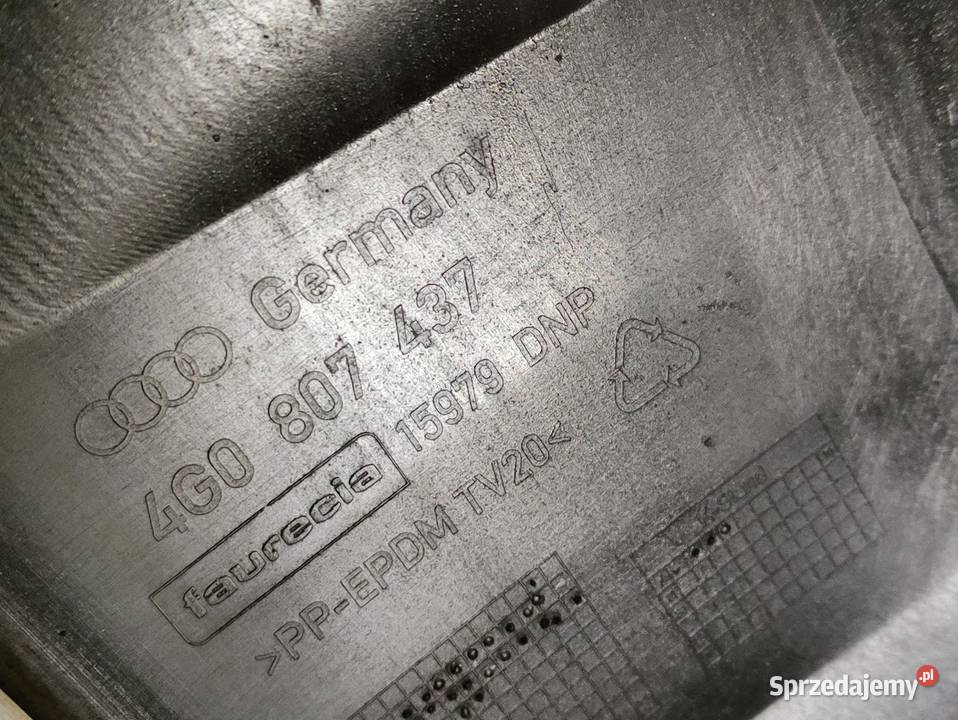 Germany
4G0 807 437
faurecia 15979 DNP
>PP-EPDM TV20<
Sprzedajemy.pl